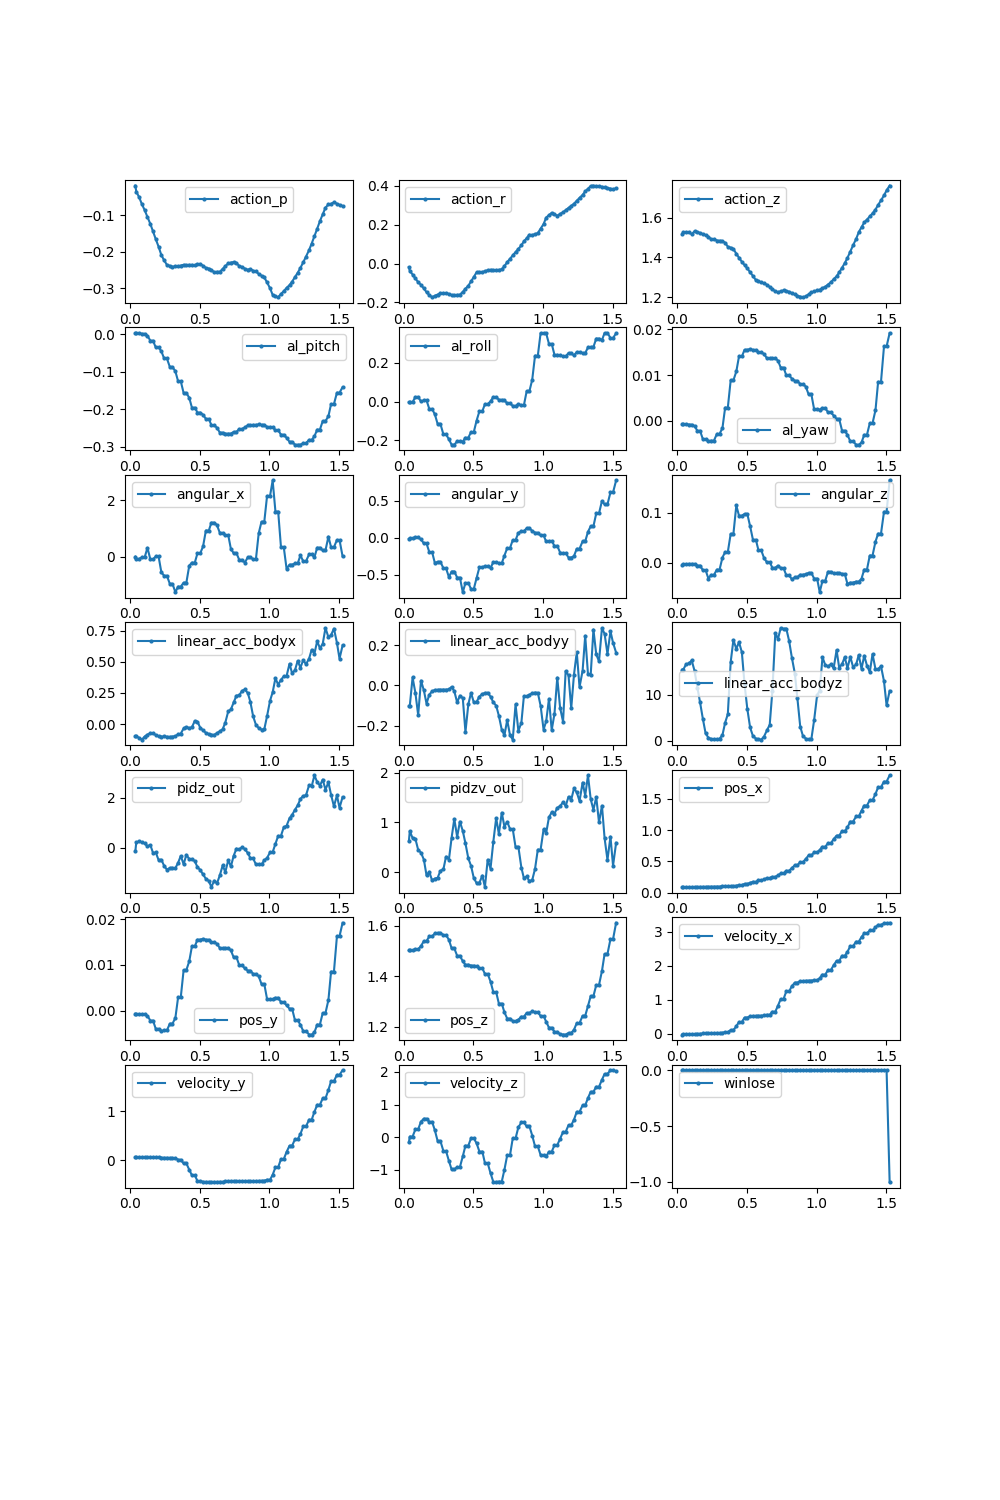 action_p
−0.1
−0.2
−0.3
0.0 0.5 1.0 1.5
action_r
0.4
0.2
0.0
−0.2
0.0 0.5 1.0 1.5
action_z
1.6
1.4
1.2
0.0 0.5 1.0 1.5
al_pitch
0.0
−0.1
−0.2
−0.3
0.0 0.5 1.0 1.5
al_roll
0.2
0.0
−0.2
0.0 0.5 1.0 1.5
al_yaw
0.02
0.01
0.00
0.0 0.5 1.0 1.5
angular_x
2
0
0.0 0.5 1.0 1.5
angular_y
0.5
0.0
−0.5
0.0 0.5 1.0 1.5
angular_z
0.1
0.0
0.0 0.5 1.0 1.5
linear_acc_bodyx
0.75
0.50
0.25
0.00
0.0 0.5 1.0 1.5
linear_acc_bodyy
0.2
0.0
−0.2
0.0 0.5 1.0 1.5
linear_acc_bodyz
20
10
0
0.0 0.5 1.0 1.5
pidz_out
2
0
0.0 0.5 1.0 1.5
pidzv_out
2
1
0
0.0 0.5 1.0 1.5
pos_x
1.5
1.0
0.5
0.0
0.0 0.5 1.0 1.5
pos_y
0.02
0.01
0.00
0.0 0.5 1.0 1.5
pos_z
1.6
1.4
1.2
0.0 0.5 1.0 1.5
velocity_x
3
2
1
0
0.0 0.5 1.0 1.5
velocity_y
1
0
0.0 0.5 1.0 1.5
velocity_z
2
1
0
−1
0.0 0.5 1.0 1.5
winlose
0.0
−0.5
−1.0
0.0 0.5 1.0 1.5